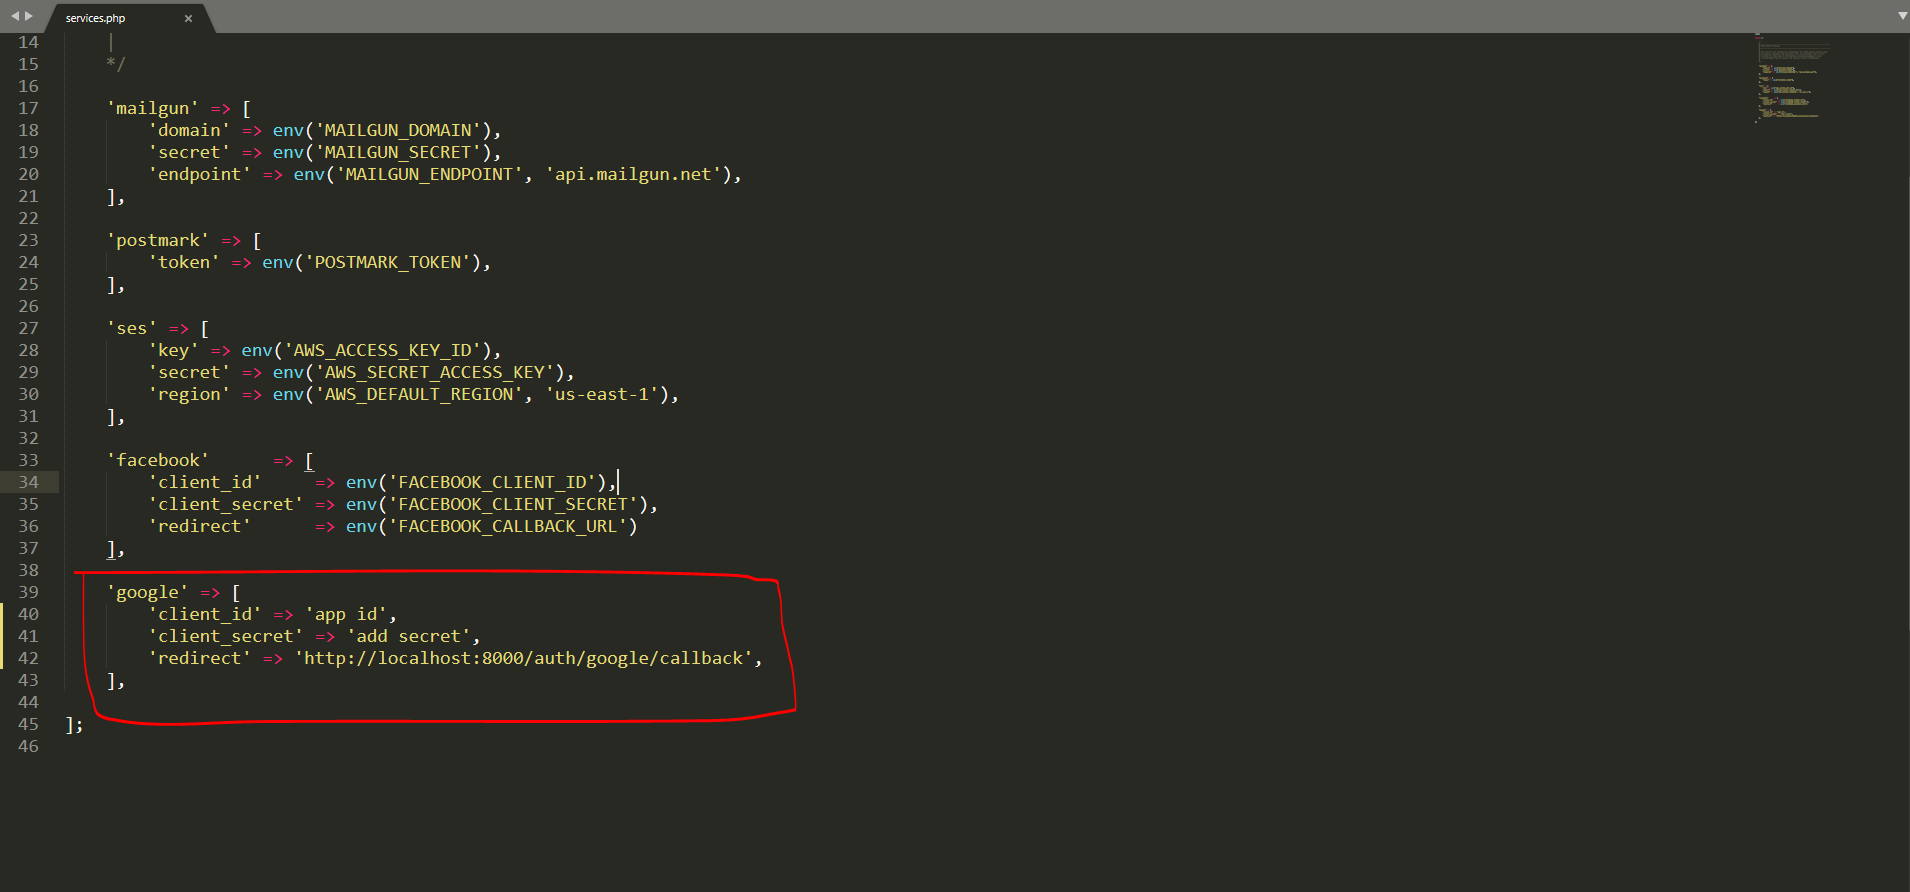 services.php ×
14 |
15 */
16
17 'mailgun' => [
18 'domain' => env('MAILGUN_DOMAIN'),
19 'secret' => env('MAILGUN_SECRET'),
20 'endpoint' => env('MAILGUN_ENDPOINT', 'api.mailgun.net'),
21 ],
22
23 'postmark' => [
24 'token' => env('POSTMARK_TOKEN'),
25 ],
26
27 'ses' => [
28 'key' => env('AWS_ACCESS_KEY_ID'),
29 'secret' => env('AWS_SECRET_ACCESS_KEY'),
30 'region' => env('AWS_DEFAULT_REGION', 'us-east-1'),
31 ],
32
33 'facebook' => [
34 'client_id' => env('FACEBOOK_CLIENT_ID'),
35 'client_secret' => env('FACEBOOK_CLIENT_SECRET'),
36 'redirect' => env('FACEBOOK_CALLBACK_URL')
37 ],
38
39 'google' => [
40 'client_id' => 'app id',
41 'client_secret' => 'add secret',
42 'redirect' => 'http://localhost:8000/auth/google/callback',
43 ],
44
45 ];
46